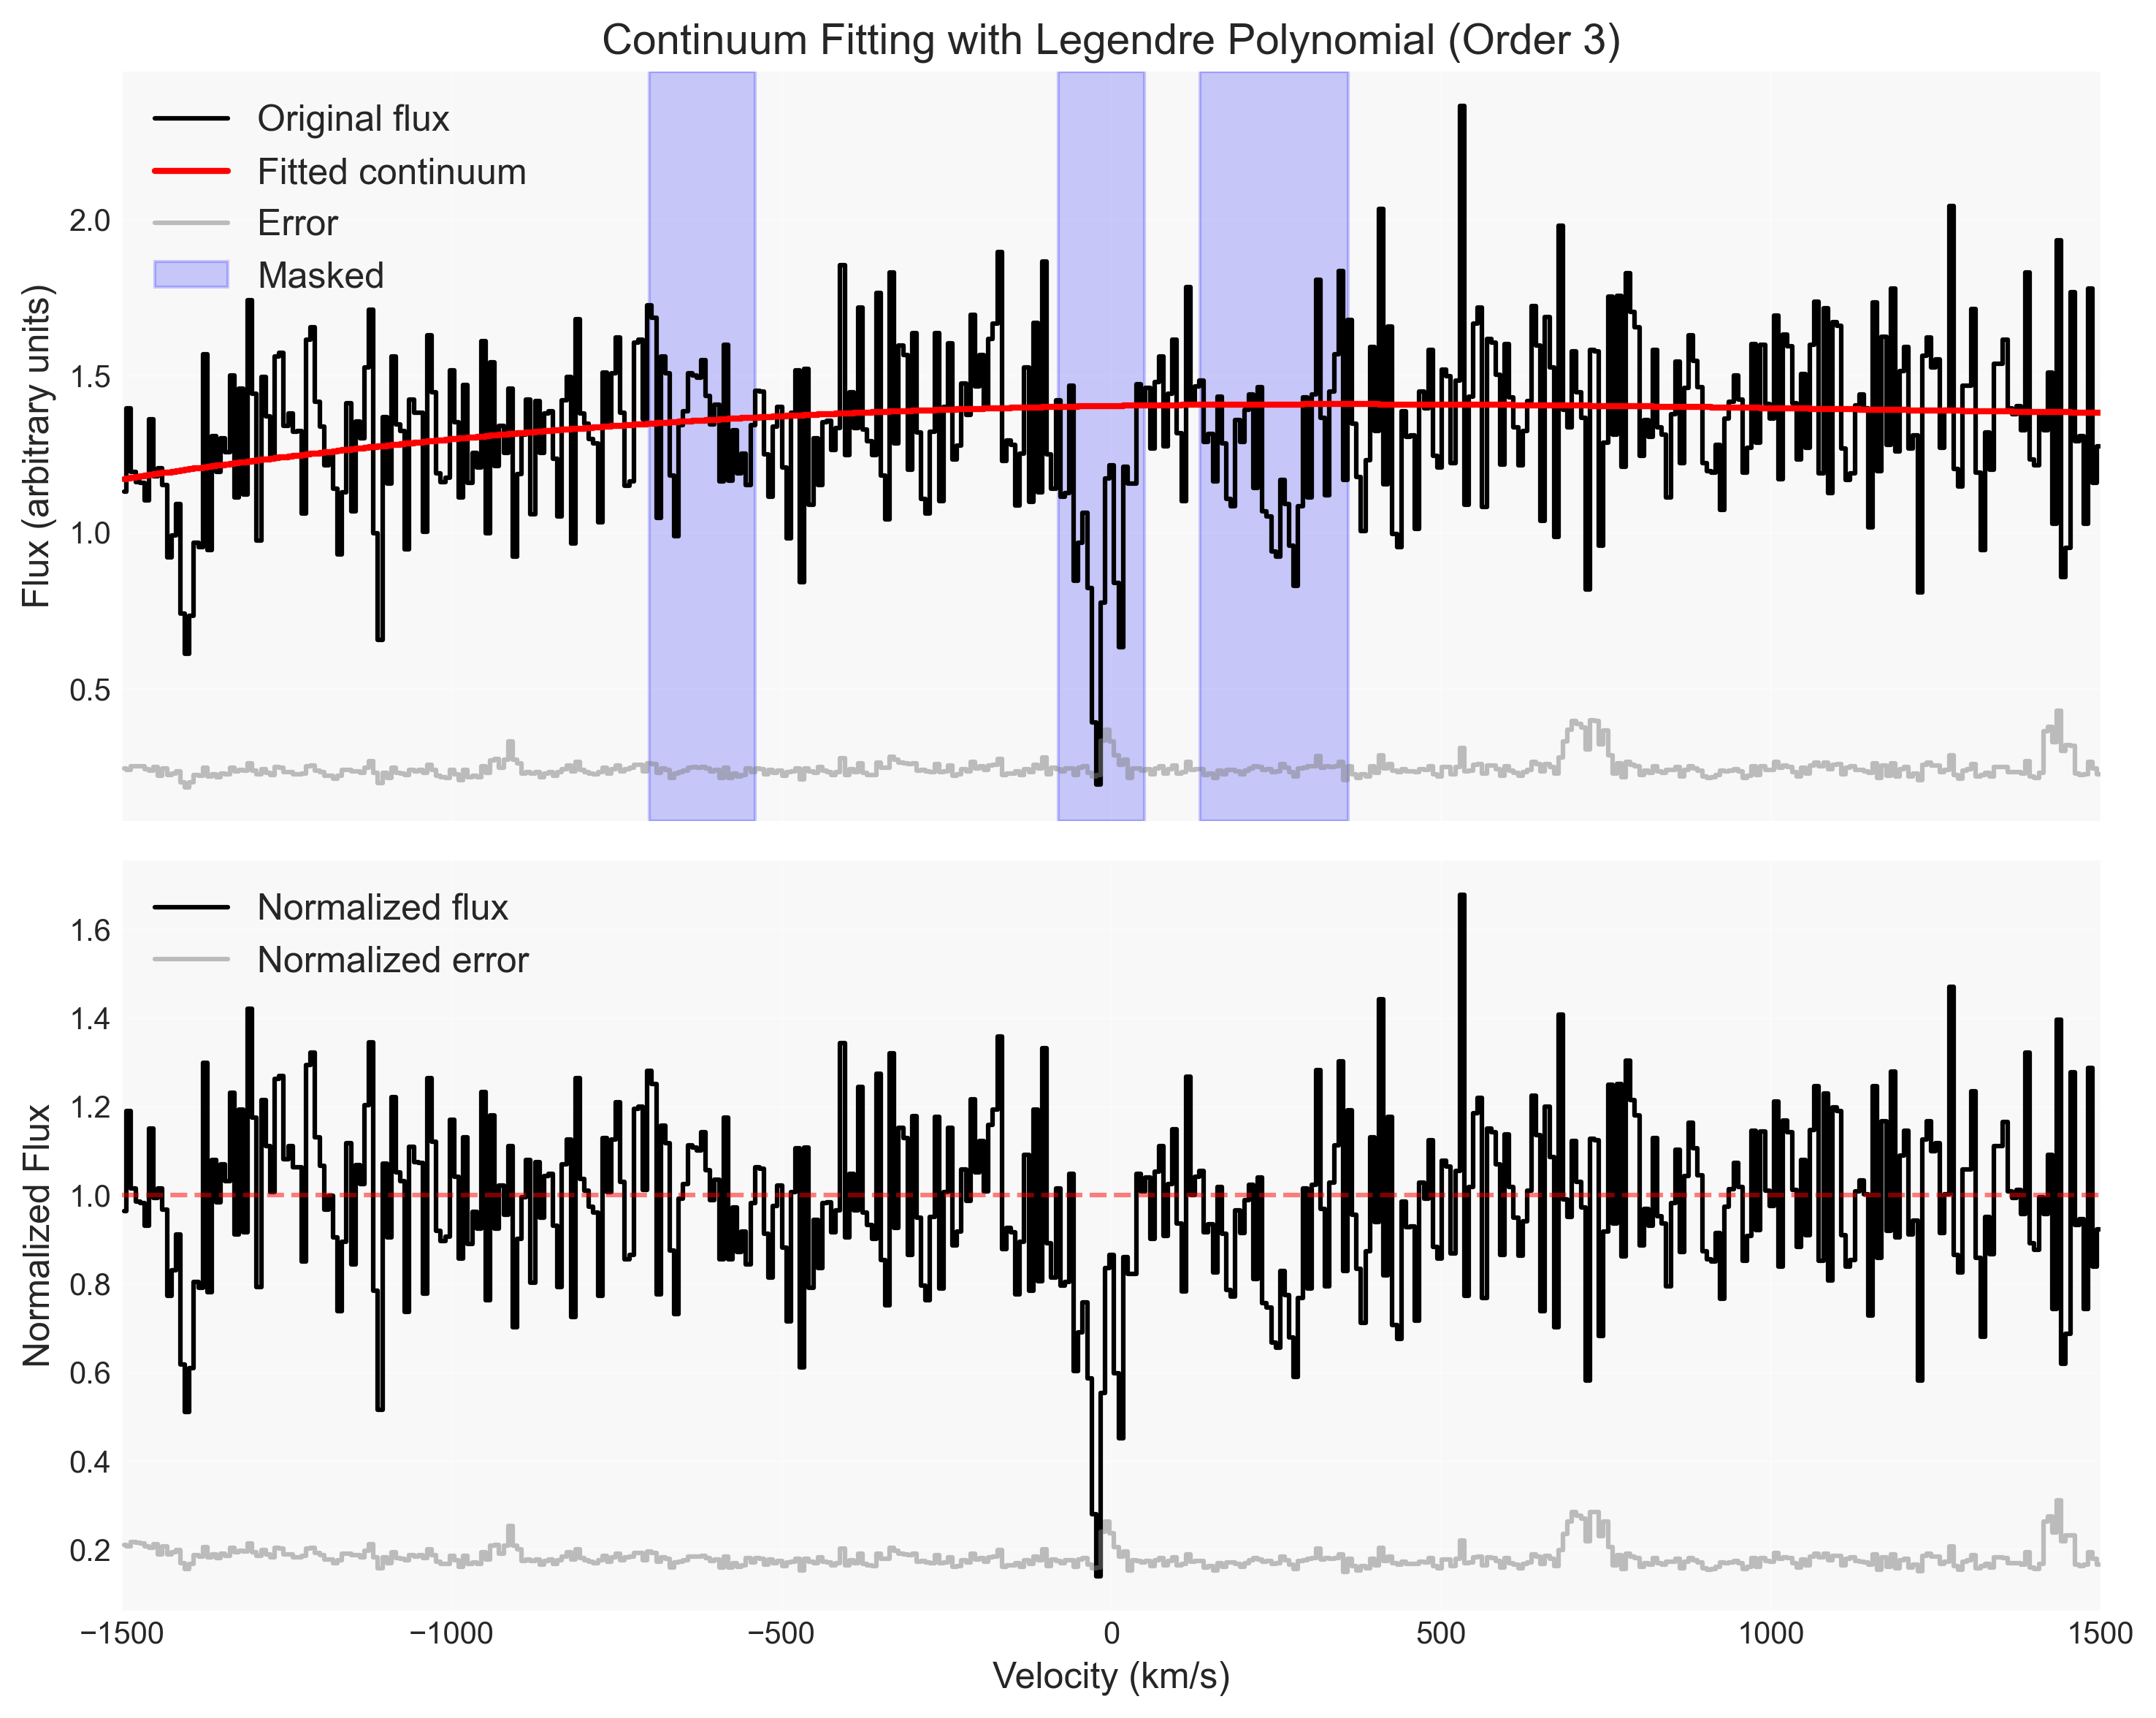 Continuum Fitting with Legendre Polynomial (Order 3)
Original flux
Fitted continuum
Error
Masked
Flux (arbitrary units)
2.0
1.5
1.0
0.5
Normalized flux
Normalized error
Normalized Flux
1.6
1.4
1.2
1.0
0.8
0.6
0.4
0.2
−1500 −1000 −500 0 500 1000 1500
Velocity (km/s)